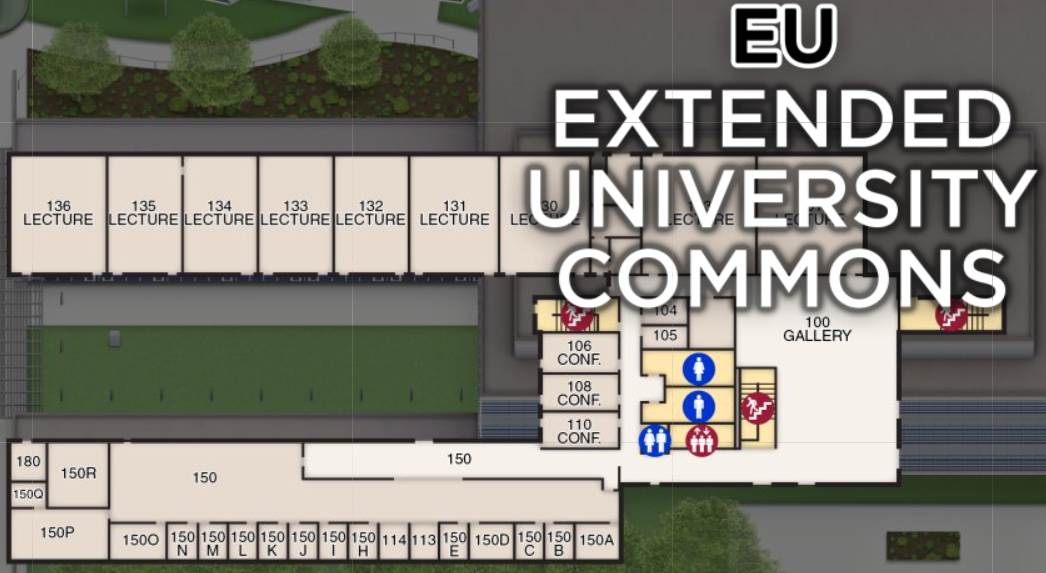 EU
EXTENDED
UNIVERSITY
COMMONS
136
LECTURE
135
LECTURE
134
LECTURE
133
LECTURE
132
LECTURE
131
LECTURE
LECTURE
104
105
100
GALLERY
106
CONF.
108
CONF.
110
CONF.
180
150R
150
150
150Q
150P
150O
150
N
150
M
150
L
150
K
150
J
150
I
150
H
114
113
150
E
150D
150
C
150
B
150A